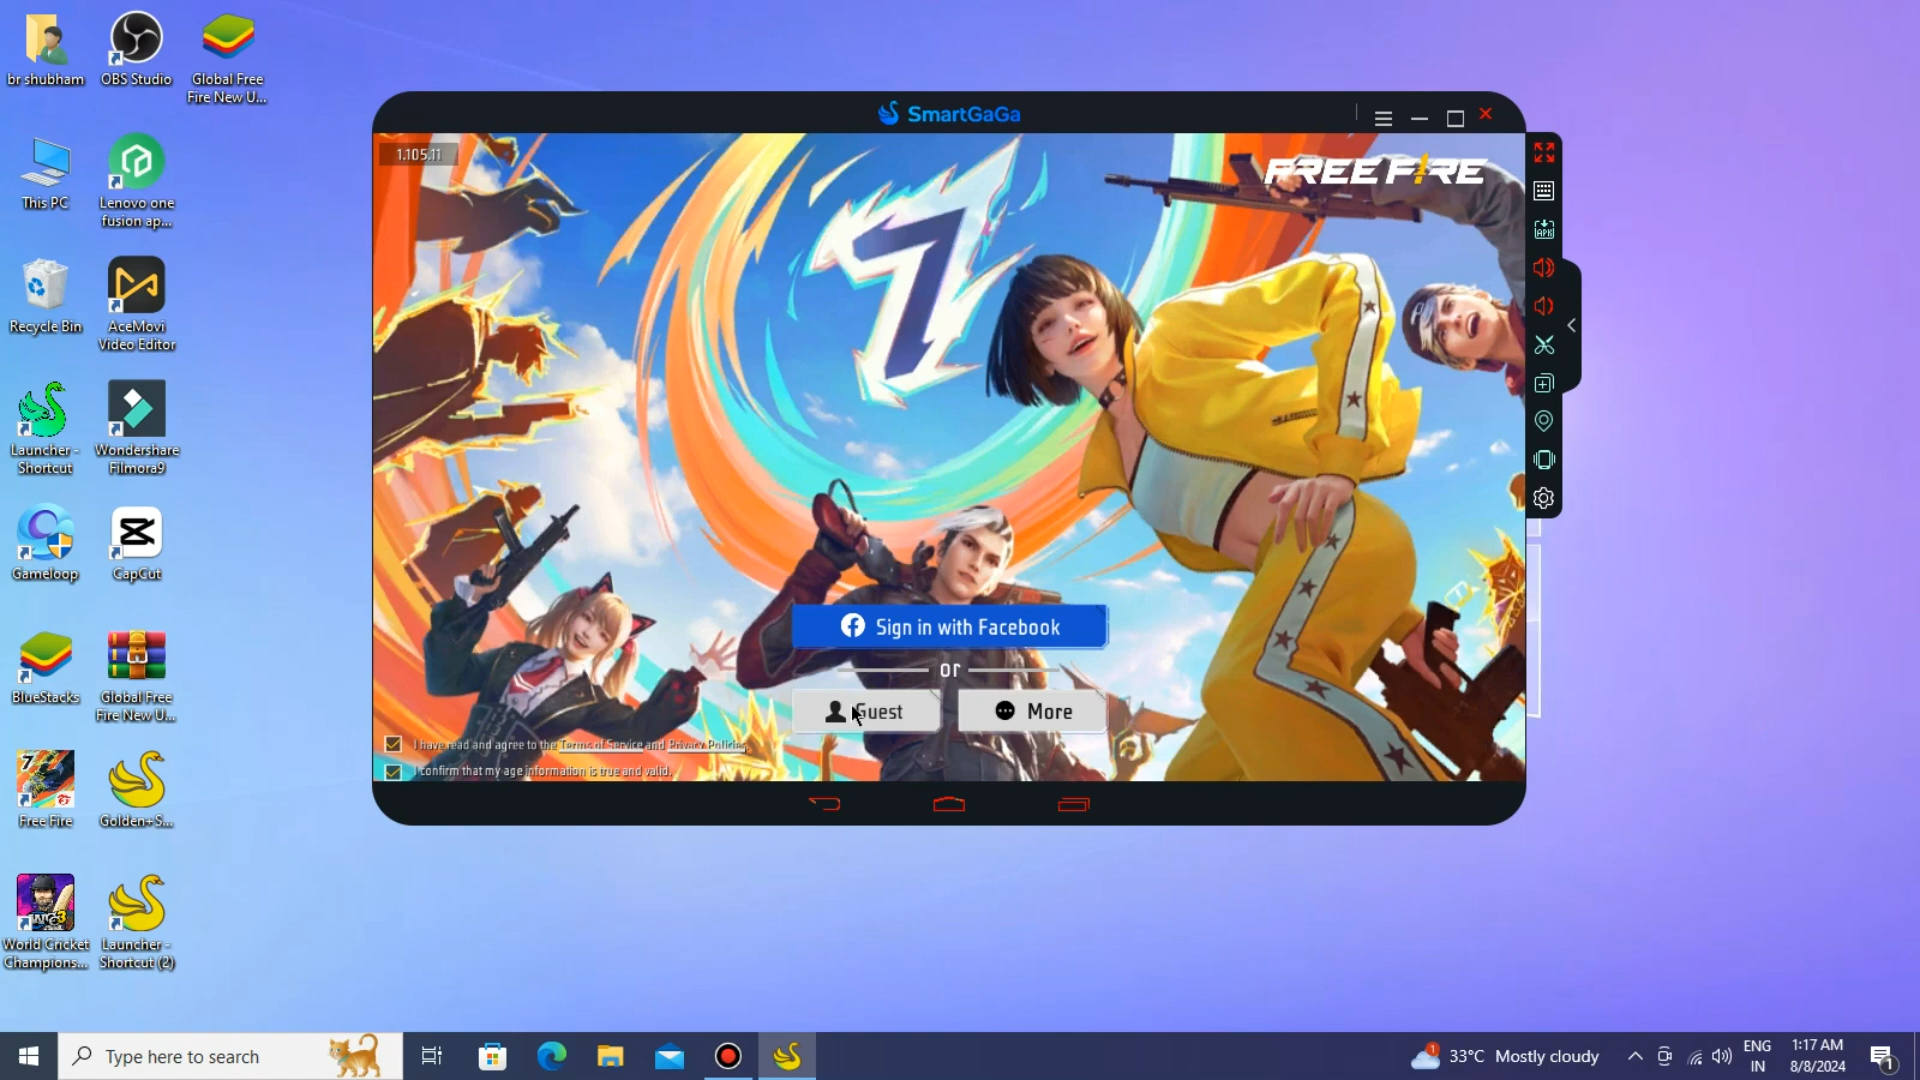 br shubham
OBS Studio
Global Free
Fire New U...
This PC
Lenovo one
fusion ap...
Recycle Bin
AceMovi
Video Editor
Launcher -
Shortcut
Wondershare
Filmora9
Gameloop
CapCut
BlueStacks
Global Free
Fire New U...
Free Fire
Golden+S...
World Cricket
Champions...
Launcher -
Shortcut (2)
SmartGaGa
1.105.11
FREE FIRE
APK
7
Sign in with Facebook
or
Guest
More
I have read and agree to the Terms of Service and Privacy Policies.
I confirm that my age information is true and valid.
Type here to search
1
33°C Mostly cloudy
ENG
IN
1:17 AM
8/8/2024
1